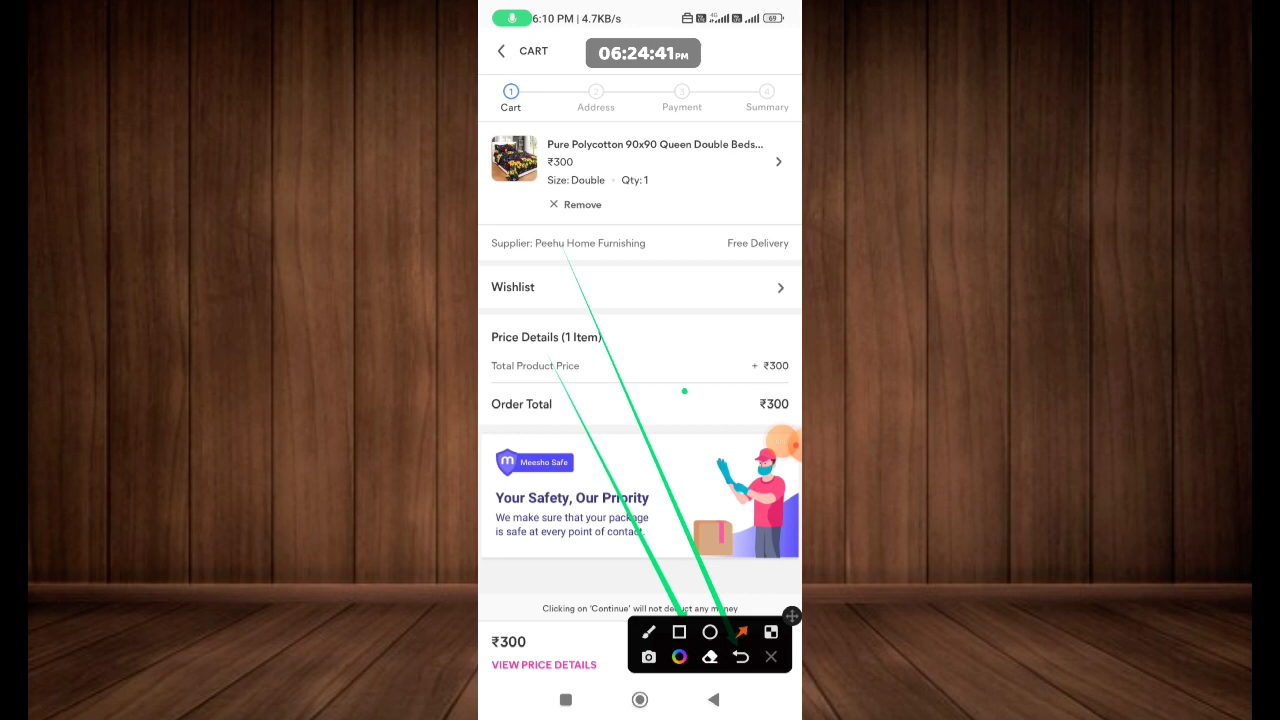 6:10 PM | 4.7KB/s
4G
69
CART
06:24:41PM
1
2
3
4
Cart
Address
Payment
Summary
Pure Polycotton 90x90 Queen Double Beds...
₹300
Size: Double
Qty: 1
Remove
Supplier: Peehu Home Furnishing
Free Delivery
Wishlist
Price Details (1 Item)
Total Product Price
+ ₹300
Order Total
₹300
m Meesho Safe
Your Safety, Our Priority
We make sure that your package
is safe at every point of contact.
Clicking on 'Continue' will not deduct any money
₹300
VIEW PRICE DETAILS